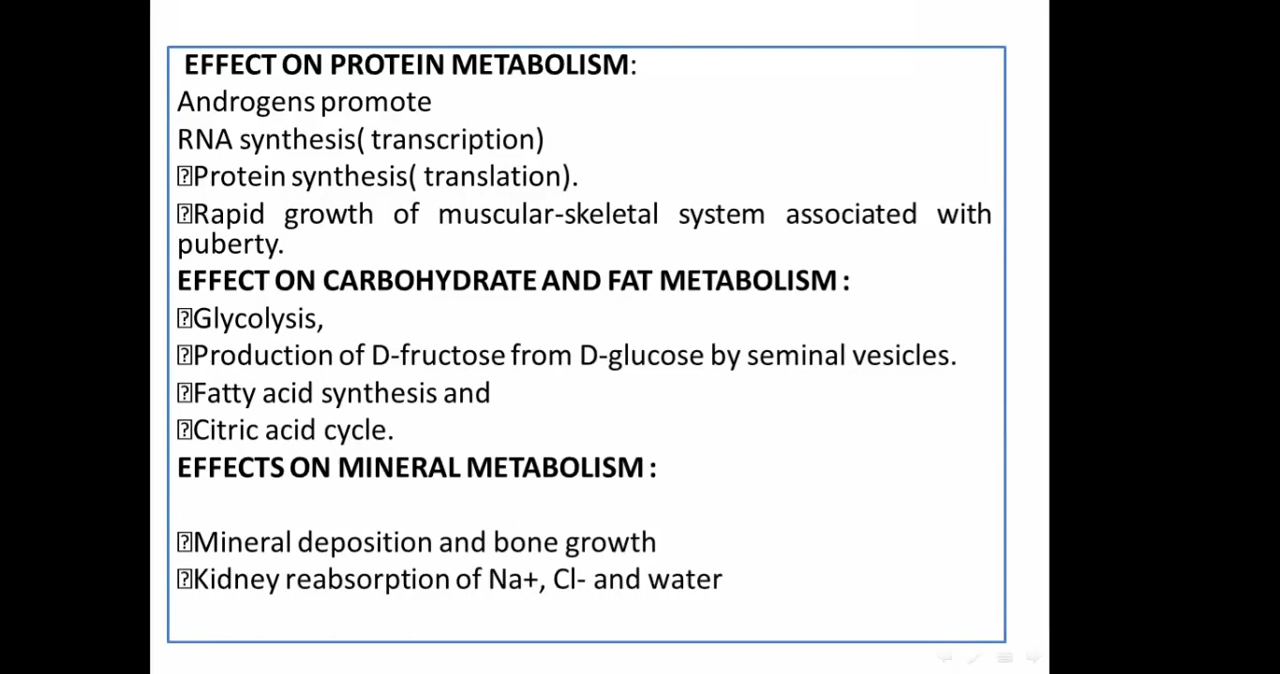 EFFECT ON PROTEIN METABOLISM:
Androgens promote
RNA synthesis( transcription)
⍰Protein synthesis( translation).
⍰Rapid growth of muscular-skeletal system associated with
puberty.
EFFECT ON CARBOHYDRATE AND FAT METABOLISM :
⍰Glycolysis,
⍰Production of D-fructose from D-glucose by seminal vesicles.
⍰Fatty acid synthesis and
⍰Citric acid cycle.
EFFECTS ON MINERAL METABOLISM :
⍰Mineral deposition and bone growth
⍰Kidney reabsorption of Na+, Cl- and water